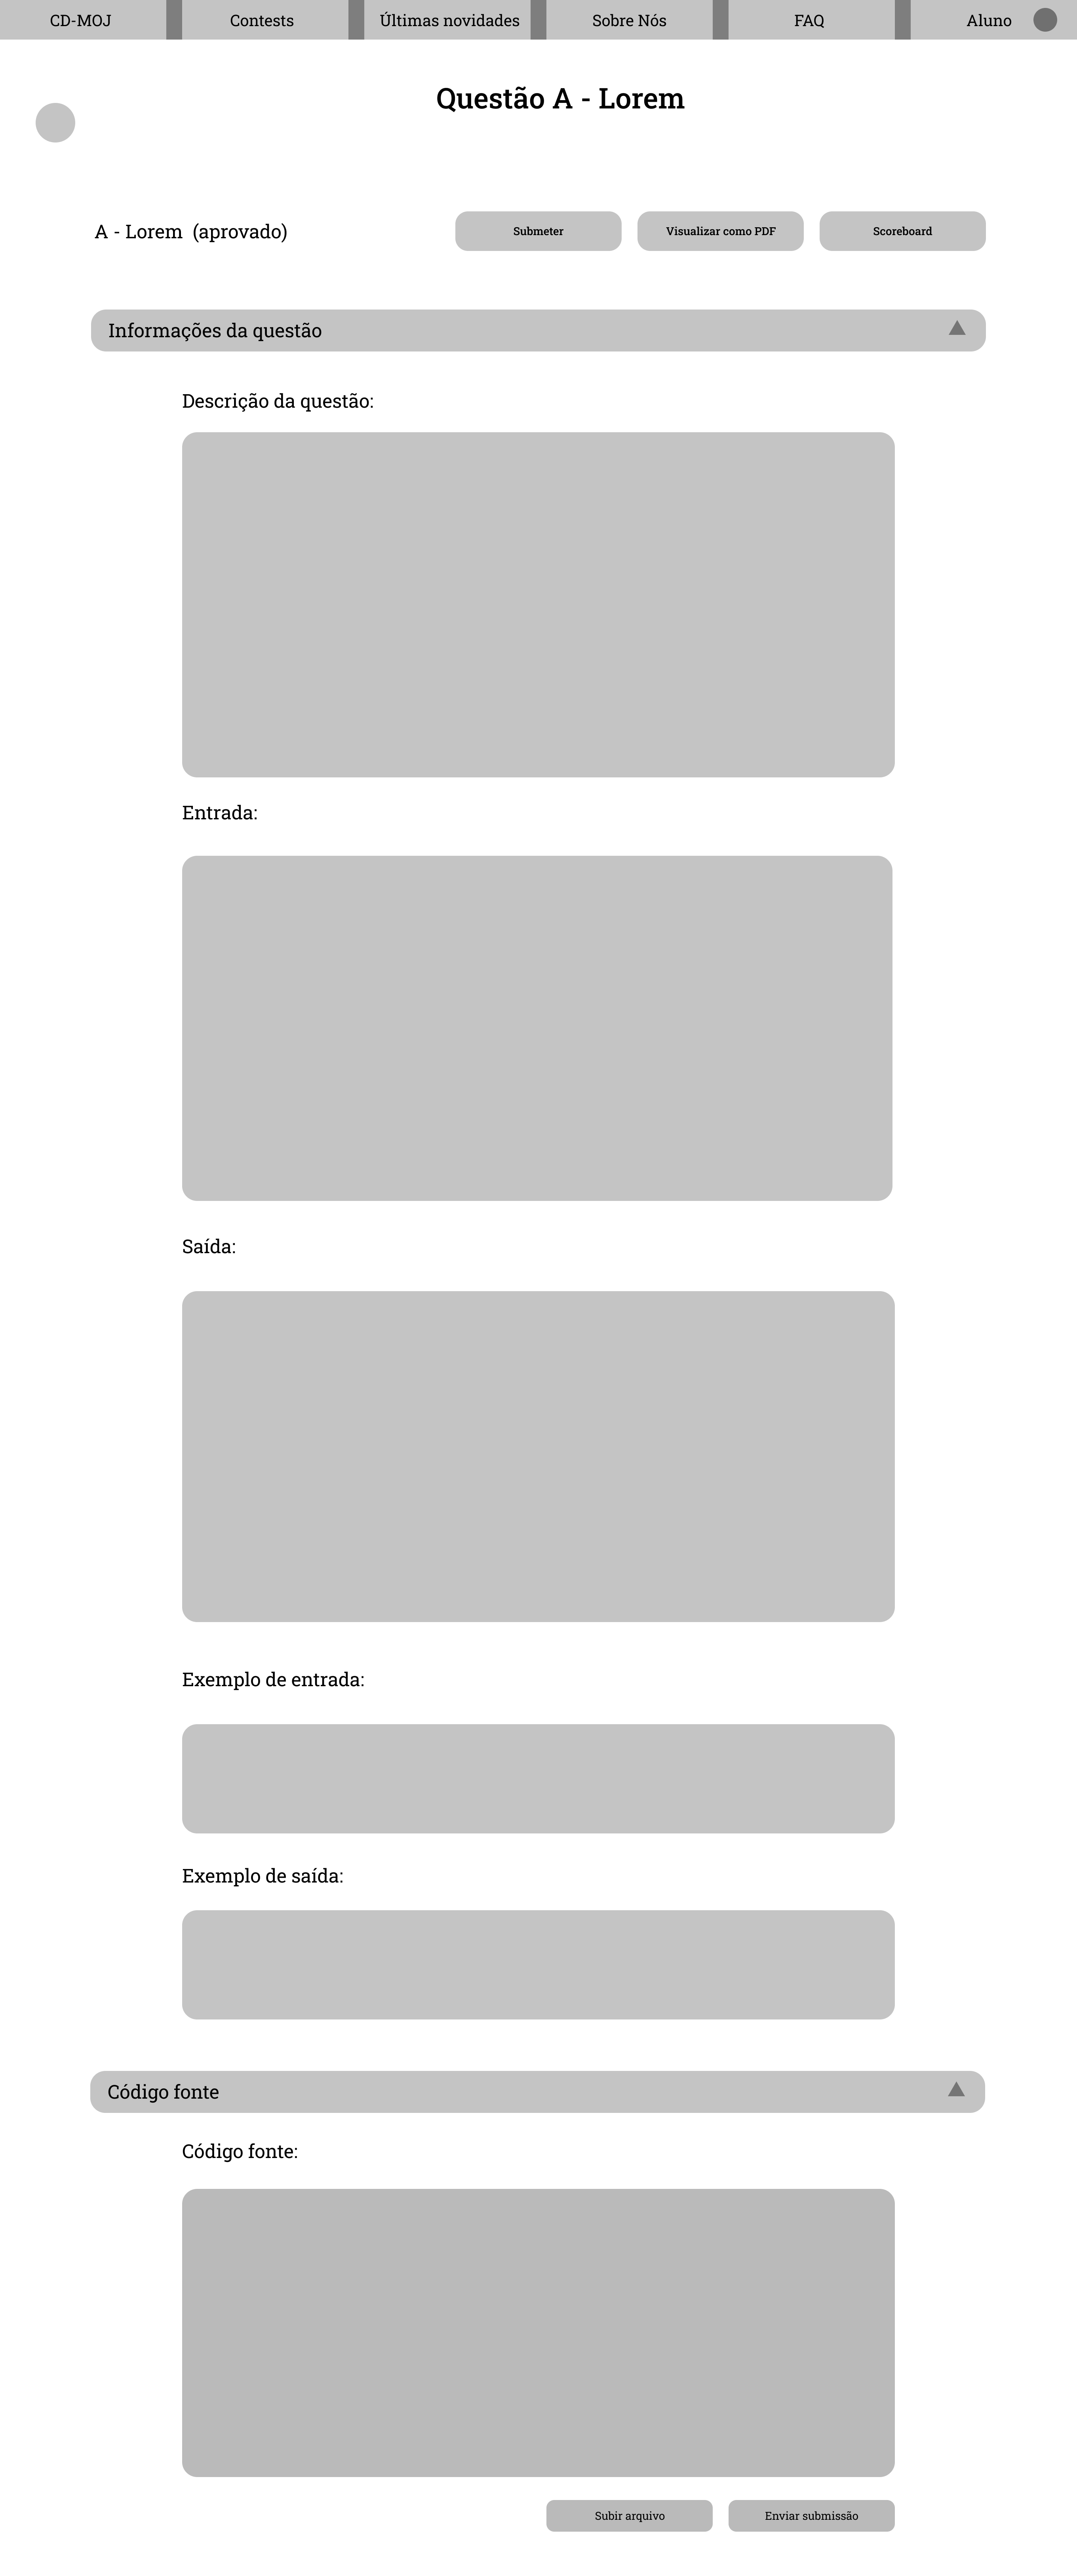 CD-MOJ Contests Últimas novidades Sobre Nós FAQ Aluno
Questão A - Lorem
A - Lorem (aprovado) Submeter Visualizar como PDF Scoreboard
Informações da questão
Descrição da questão:
Entrada:
Saída:
Exemplo de entrada:
Exemplo de saída:
Código fonte
Código fonte:
Subir arquivo Enviar submissão